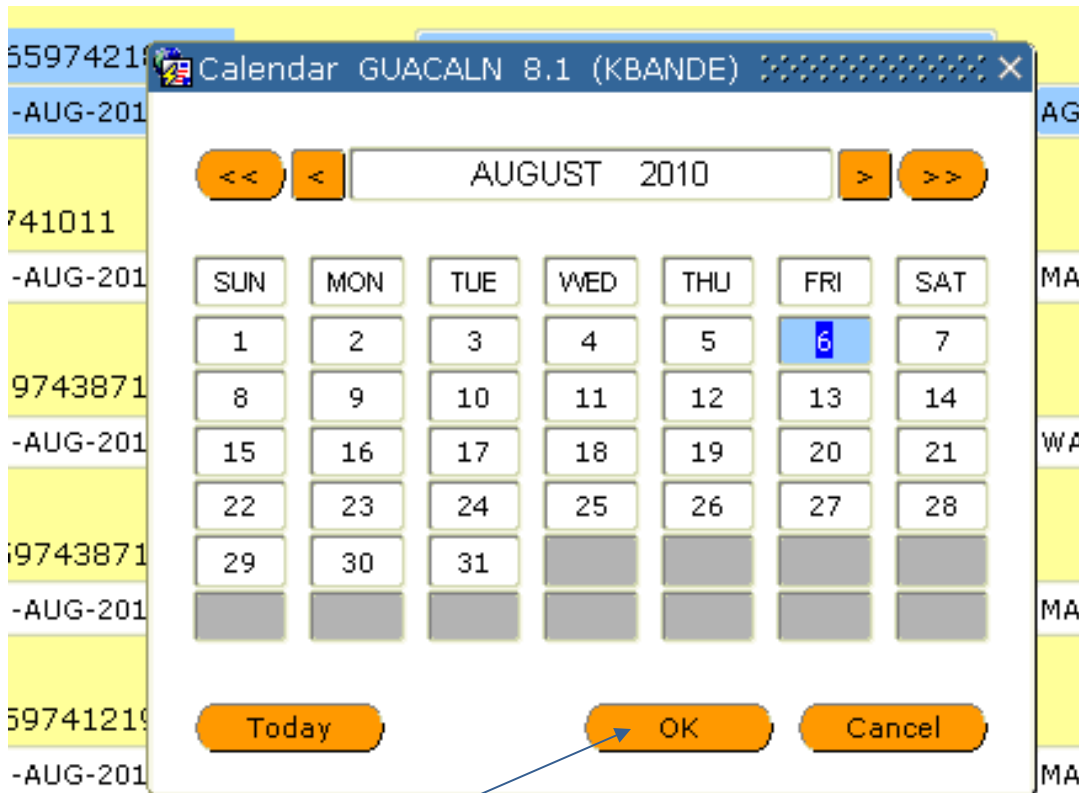 Calendar GUACALN 8.1 (KBANDE)
-AUG-201 AG
<< < AUGUST 2010 > >>
741011
-AUG-201 SUN MON TUE WED THU FRI SAT MA
1 2 3 4 5 6 7
9743871 8 9 10 11 12 13 14
-AUG-201 15 16 17 18 19 20 21 WA
22 23 24 25 26 27 28
9743871 29 30 31
-AUG-201 MA
Today OK Cancel
-AUG-201 MA